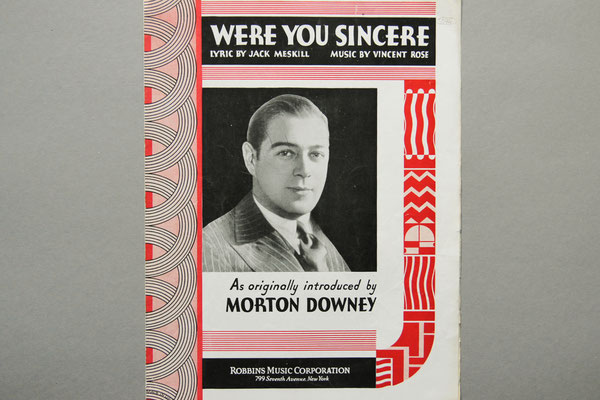 WERE YOU SINCERE
LYRIC BY JACK MESKILL MUSIC BY VINCENT ROSE
As originally introduced by
MORTON DOWNEY
ROBBINS MUSIC CORPORATION
799 Seventh Avenue, New York